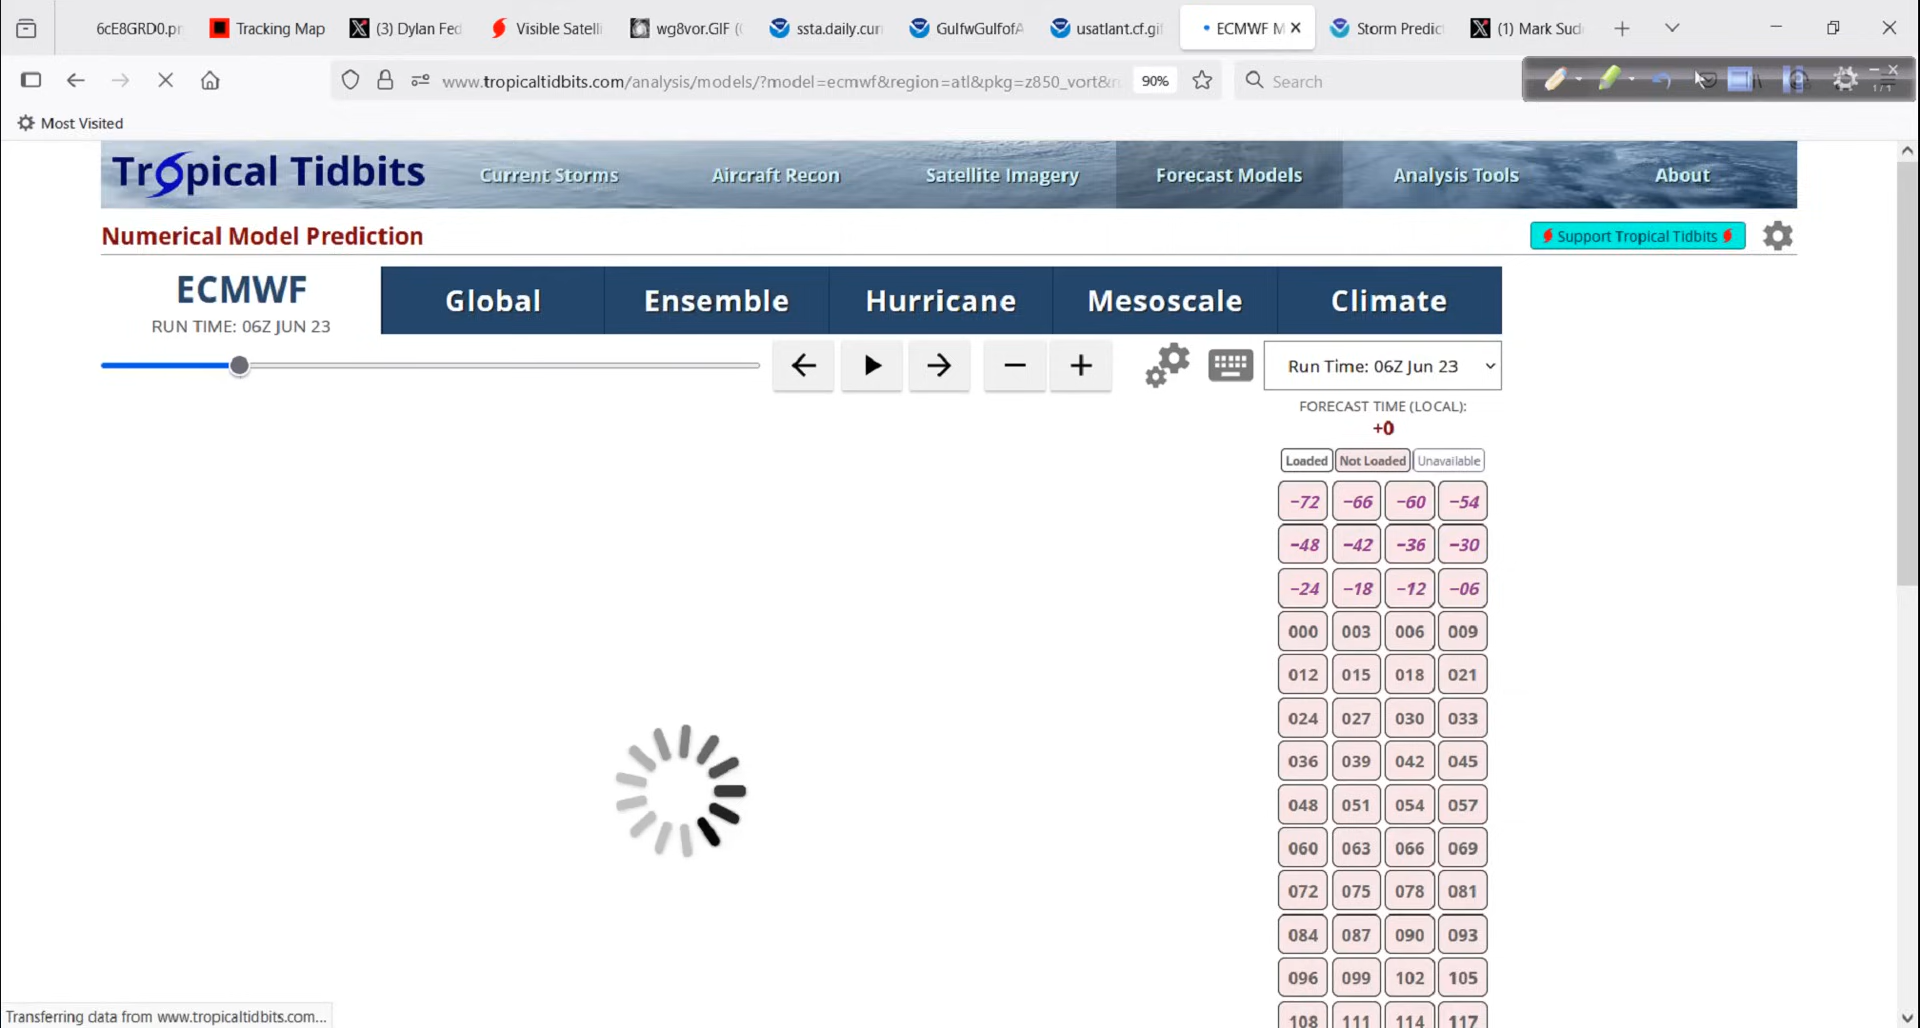 6cE8GRD0.pn
Tracking Map
(3) Dylan Fed
Visible Satelli
wg8vor.GIF (
ssta.daily.cur
GulfwGulfofA
usatlant.cf.gif
ECMWF M
Storm Predic
(1) Mark Sud
www.tropicaltidbits.com/analysis/models/?model=ecmwf&region=atl&pkg=z850_vort&r
90%
Search
1/1
Most Visited
Tropical Tidbits
Current Storms
Aircraft Recon
Satellite Imagery
Forecast Models
Analysis Tools
About
Numerical Model Prediction
Support Tropical Tidbits
ECMWF
RUN TIME: 06Z JUN 23
Global
Ensemble
Hurricane
Mesoscale
Climate
Run Time: 06Z Jun 23
FORECAST TIME (LOCAL):
+0
Loaded Not Loaded Unavailable
−72 −66 −60 −54
−48 −42 −36 −30
−24 −18 −12 −06
000 003 006 009
012 015 018 021
024 027 030 033
036 039 042 045
048 051 054 057
060 063 066 069
072 075 078 081
084 087 090 093
096 099 102 105
108 111 114 117
Transferring data from www.tropicaltidbits.com...